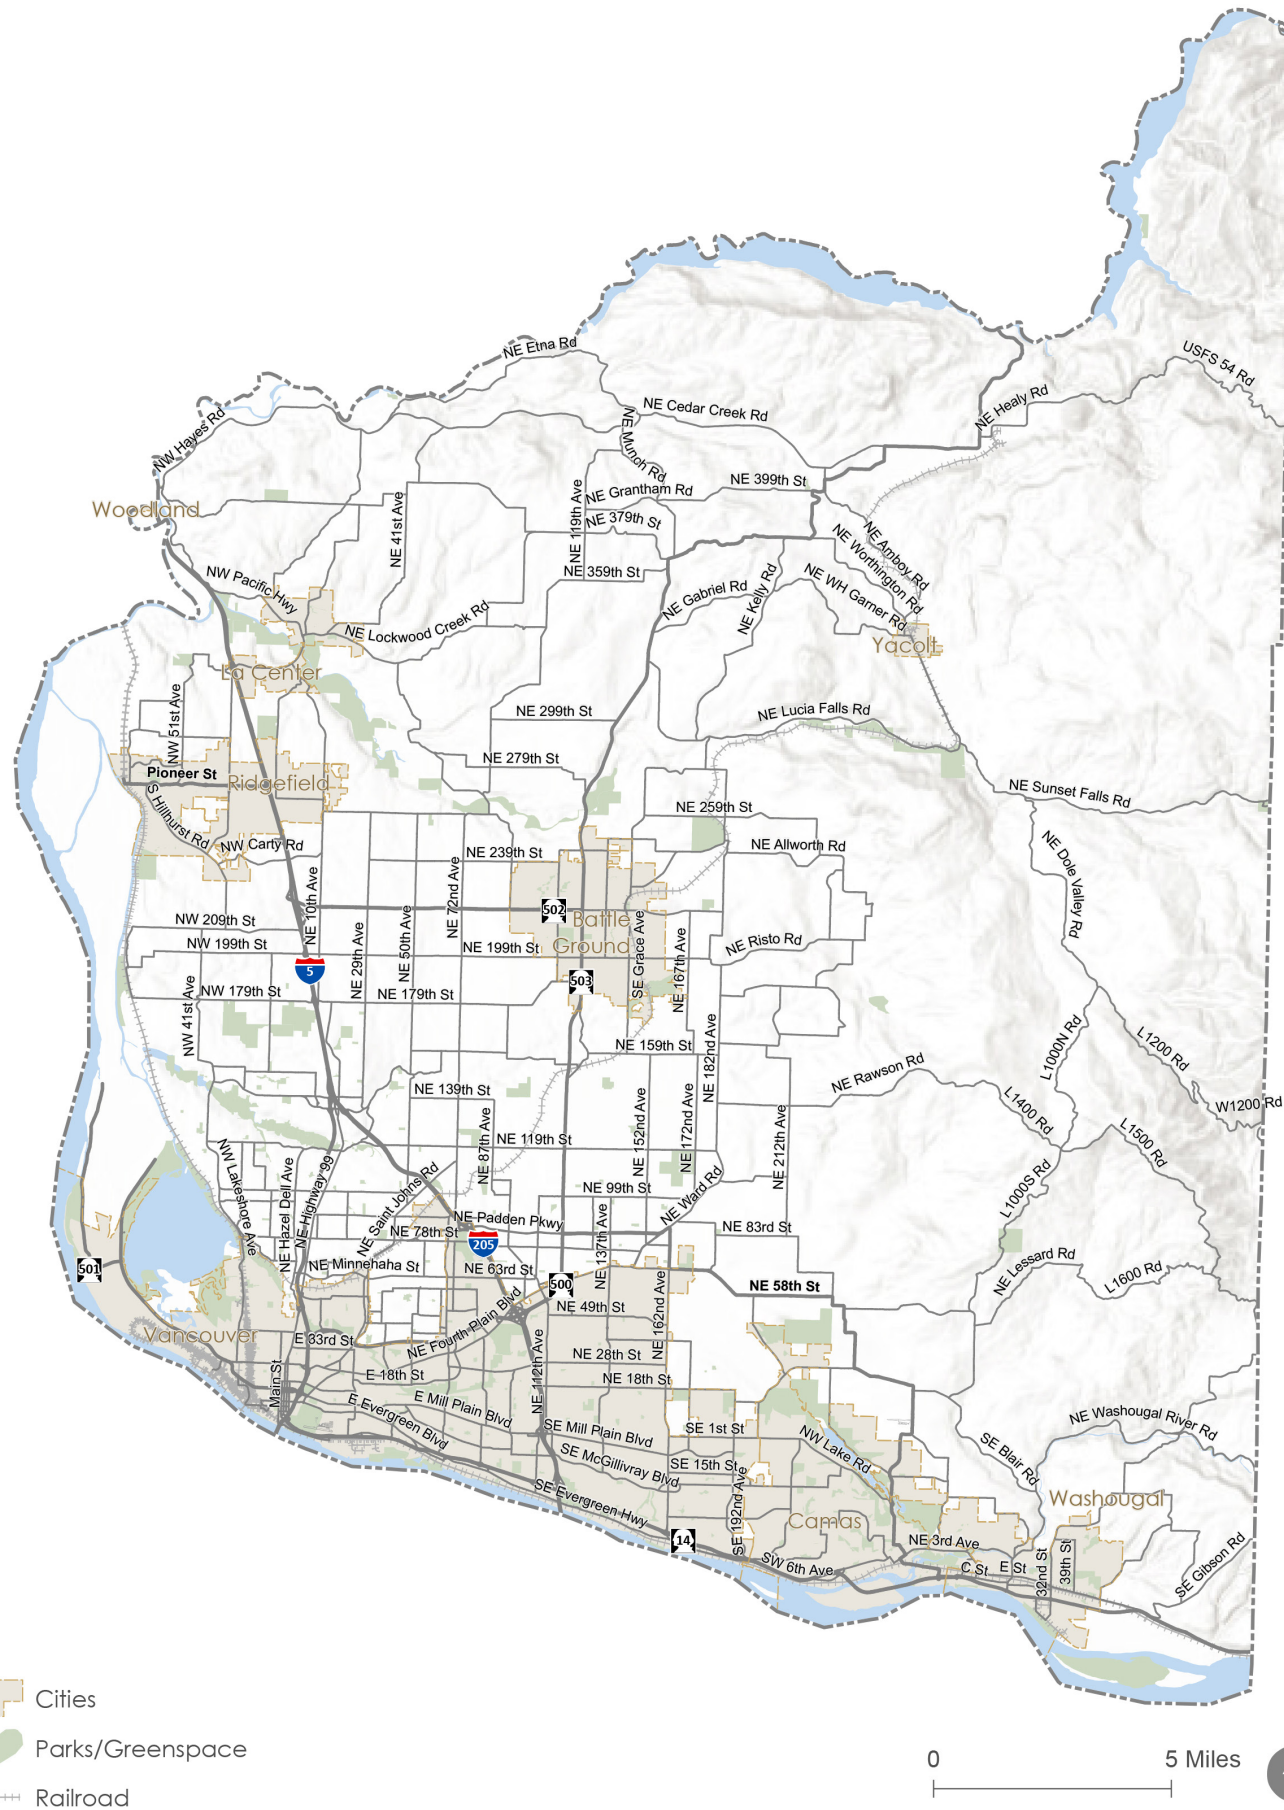 USFS 54 Rd
NE Etna Rd
NE Healy Rd
NE Cedar Creek Rd
NW Hayes Rd
NE Munch Rd
NE 399th St
NE Grantham Rd
Woodland
NE 41st Ave
NE 119th Ave
NE 379th St
NE Amboy Rd
NE Worthington Rd
NE 359th St
NW Pacific Hwy
NE Gabriel Rd
NE Kelly Rd
NE WH Garner Rd
NE Lockwood Creek Rd
Yacolt
La Center
NW 51st Ave
NE 299th St
NE Lucia Falls Rd
NE 279th St
Pioneer St
Ridgefield
NE Sunset Falls Rd
S Hillhurst Rd
NE 259th St
NW Carty Rd
NE 239th St
NE Allworth Rd
NE Dole Valley Rd
NE 10th Ave
NE 72nd Ave
502
Battle
Ground
NW 209th St
NE 29th Ave
NE 50th Ave
NW 199th St
NE 199th St
SE Grace Ave
NE 167th Ave
NE Risto Rd
5
503
NW 41st Ave
NW 179th St
NE 179th St
L1000N Rd
L1200 Rd
NE 159th St
NE 182nd Ave
NE Rawson Rd
NE 139th St
L1400 Rd
W1200 Rd
NE 87th Ave
NE 119th St
NE 152nd Ave
NE 172nd Ave
NE 212th Ave
L1500 Rd
NW Lakeshore Ave
NE Hazel Dell Ave
NE Highway 99
NE Saint Johns Rd
NE 99th St
NE Ward Rd
L1000S Rd
NE Padden Pkwy
NE 78th St
NE 137th Ave
NE 83rd St
205
501
NE Minnehaha St
NE 63rd St
NE Lessard Rd
L1600 Rd
500
NE 58th St
NE 49th St
NE 162nd Ave
Vancouver
E 33rd St
NE Fourth Plain Blvd
NE 28th St
Main St
E 18th St
NE 112th Ave
NE 18th St
E Evergreen Blvd
E Mill Plain Blvd
SE Mill Plain Blvd
SE 1st St
NW Lake Rd
NE Washougal River Rd
SE Blair Rd
SE McGillivray Blvd
SE 15th St
SE 192nd Ave
SE Evergreen Hwy
Camas
Washougal
14
NE 3rd Ave
SW 6th Ave
C St
E St
32nd St
39th St
SE Gibson Rd
Cities
Parks/Greenspace
Railroad
0
5 Miles